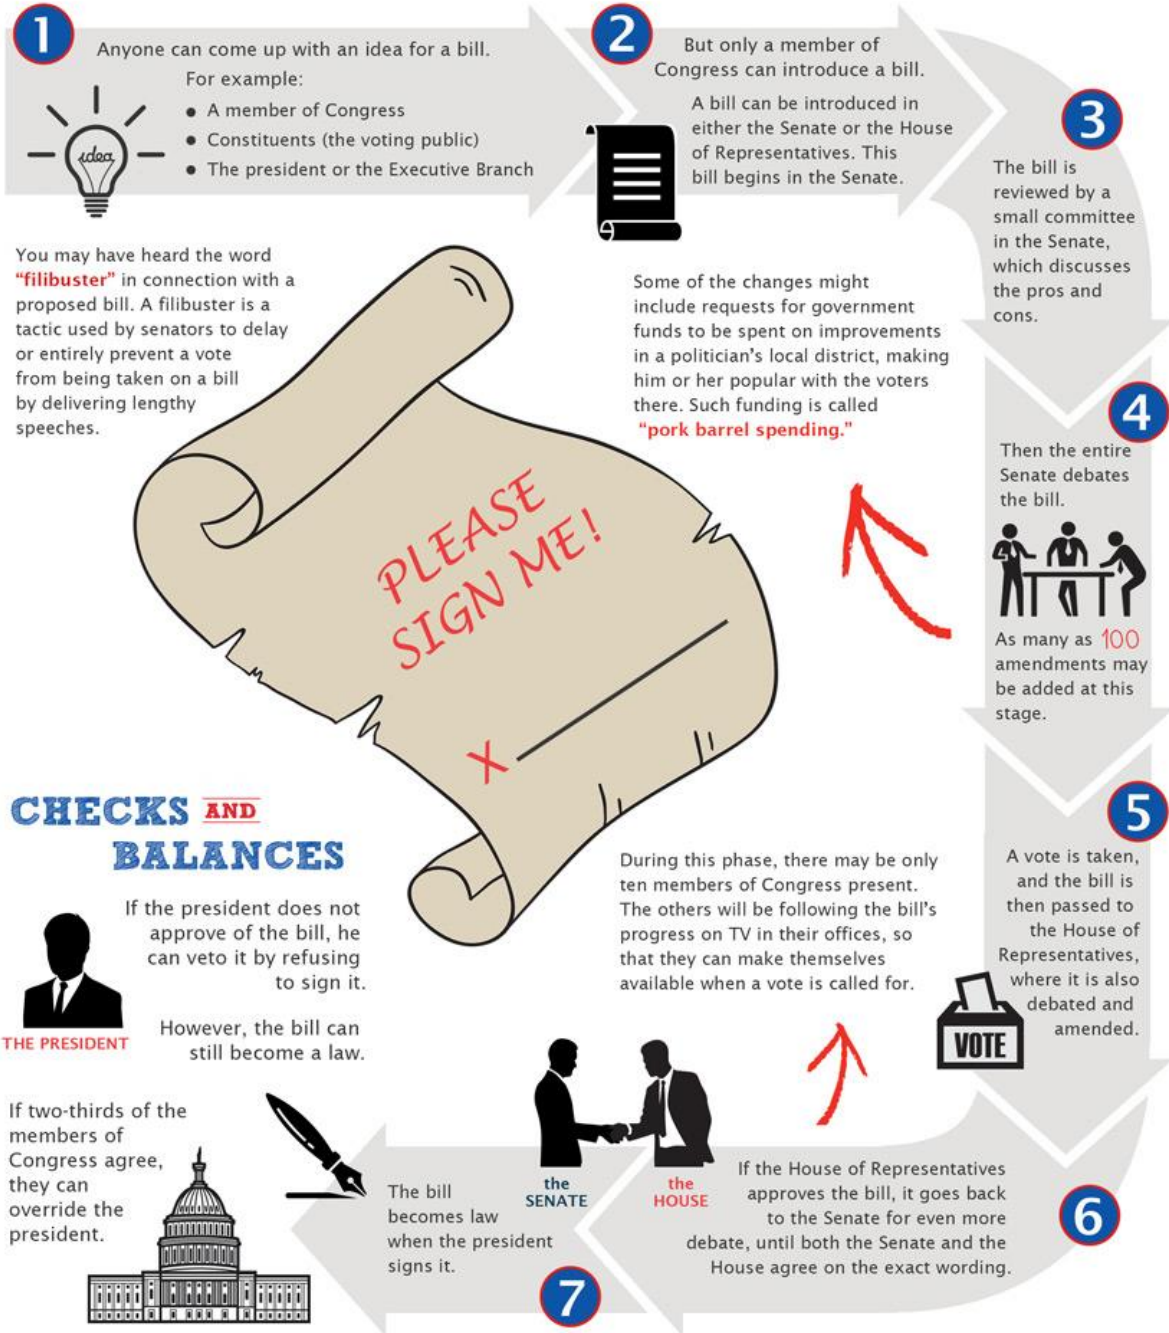 1
Anyone can come up with an idea for a bill.
For example:
• A member of Congress
• Constituents (the voting public)
• The president or the Executive Branch
idea
2
But only a member of
Congress can introduce a bill.
A bill can be introduced in
either the Senate or the House
of Representatives. This
bill begins in the Senate.
3
The bill is
reviewed by a
small committee
in the Senate,
which discusses
the pros and
cons.
You may have heard the word
“filibuster” in connection with a
proposed bill. A filibuster is a
tactic used by senators to delay
or entirely prevent a vote
from being taken on a bill
by delivering lengthy
speeches.
Some of the changes might
include requests for government
funds to be spent on improvements
in a politician’s local district, making
him or her popular with the voters
there. Such funding is called
“pork barrel spending.”
4
Then the entire
Senate debates
the bill.
As many as 100
amendments may
be added at this
stage.
PLEASE
SIGN ME!
X
5
A vote is taken,
and the bill is
then passed to
the House of
Representatives,
where it is also
debated and
amended.
VOTE
During this phase, there may be only
ten members of Congress present.
The others will be following the bill’s
progress on TV in their offices, so
that they can make themselves
available when a vote is called for.
6
If the House of Representatives
approves the bill, it goes back
to the Senate for even more
debate, until both the Senate and the
House agree on the exact wording.
the
SENATE
the
HOUSE
7
The bill
becomes law
when the president
signs it.
CHECKS AND
BALANCES
If the president does not
approve of the bill, he
can veto it by refusing
to sign it.
THE PRESIDENT
However, the bill can
still become a law.
If two-thirds of the
members of
Congress agree,
they can
override the
president.